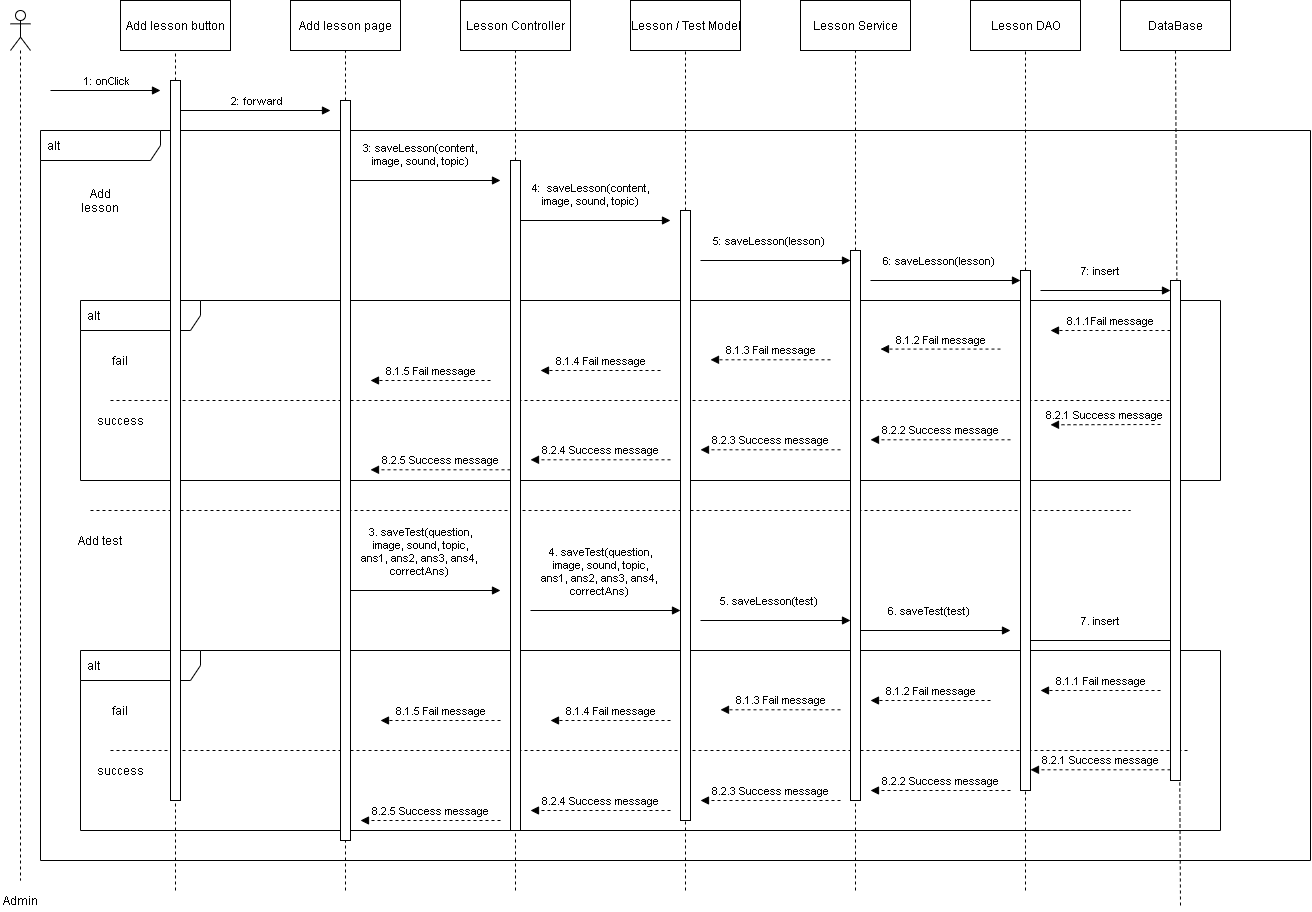 Add lesson button
Add lesson page
Lesson Controller
Lesson / Test Model
Lesson Service
Lesson DAO
DataBase
1: onClick
2: forward
alt
3: saveLesson(content,
image, sound, topic)
Add
lesson
4:  saveLesson(content,
image, sound, topic)
5: saveLesson(lesson)
6: saveLesson(lesson)
7: insert
alt
8.1.1Fail message
8.1.2 Fail message
8.1.3 Fail message
8.1.4 Fail message
8.1.5 Fail message
fail
success
8.2.1 Success message
8.2.2 Success message
8.2.3 Success message
8.2.4 Success message
8.2.5 Success message
Add test
3. saveTest(question,
image, sound, topic,
ans1, ans2, ans3, ans4,
correctAns)
4. saveTest(question,
image, sound, topic,
ans1, ans2, ans3, ans4,
correctAns)
5. saveLesson(test)
6. saveTest(test)
7. insert
alt
8.1.1 Fail message
8.1.2 Fail message
8.1.3 Fail message
8.1.4 Fail message
8.1.5 Fail message
fail
success
8.2.1 Success message
8.2.2 Success message
8.2.3 Success message
8.2.4 Success message
8.2.5 Success message
Admin